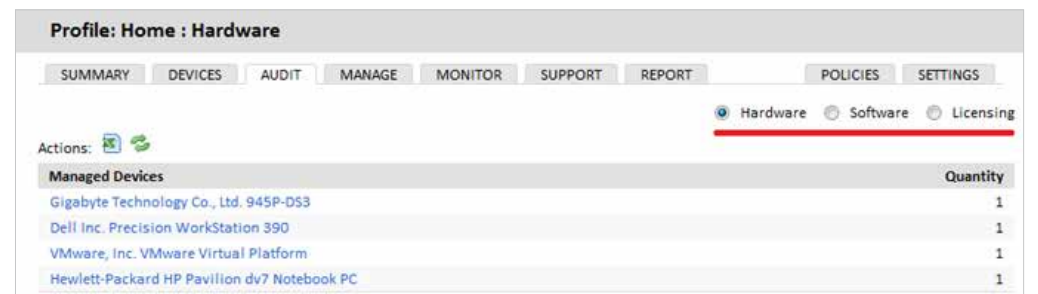 Profile: Home : Hardware
SUMMARY DEVICES AUDIT MANAGE MONITOR SUPPORT REPORT POLICIES SETTINGS
Hardware Software Licensing
Actions:
Managed Devices Quantity
Gigabyte Technology Co., Ltd. 945P-DS3 1
Dell Inc. Precision WorkStation 390 1
VMware, Inc. VMware Virtual Platform 1
Hewlett-Packard HP Pavilion dv7 Notebook PC 1